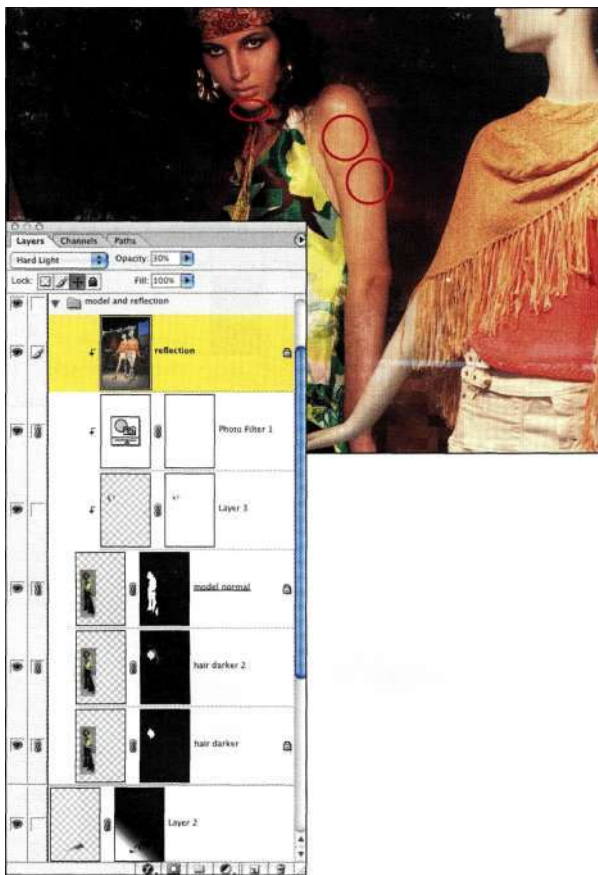 Layers Channels Paths
Hard Light Opacity: 30%
Lock: Fill: 100%
model and reflection
reflection
Photo Filter 1
Layer 3
model normal
hair darker 2
hair darker
Layer 2